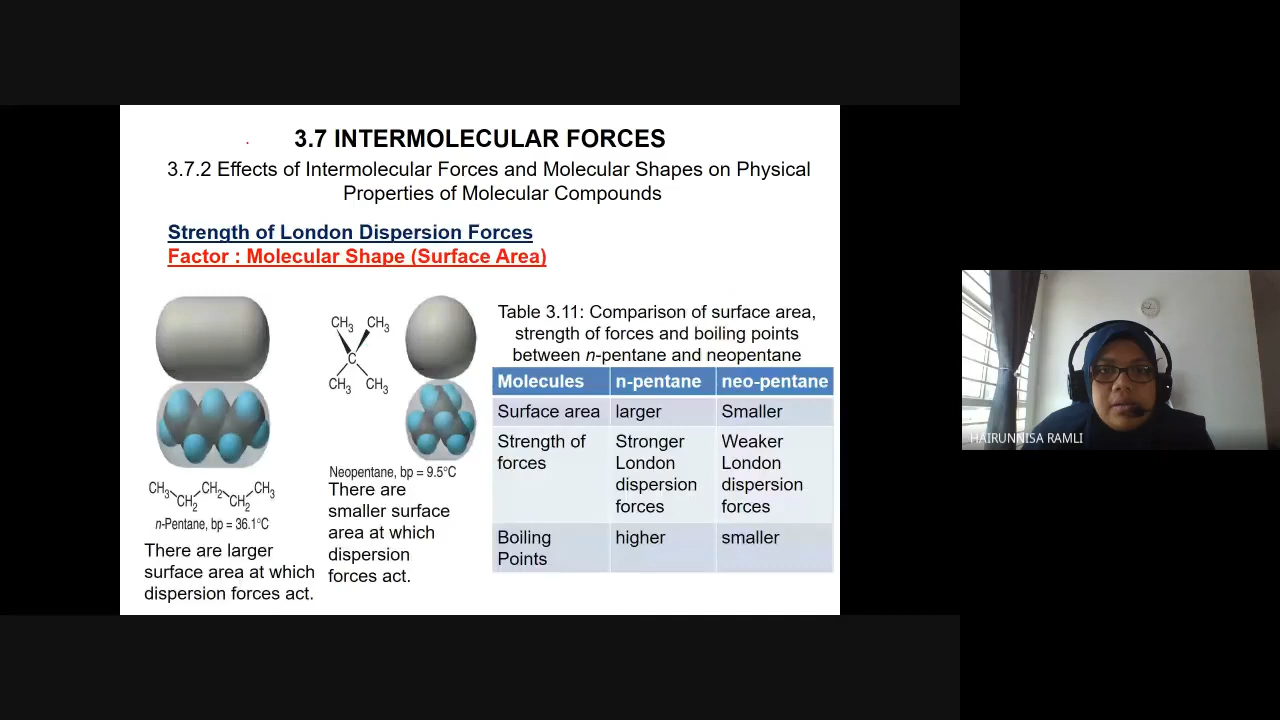 3.7 INTERMOLECULAR FORCES
3.7.2 Effects of Intermolecular Forces and Molecular Shapes on Physical
Properties of Molecular Compounds
Strength of London Dispersion Forces
Factor : Molecular Shape (Surface Area)
CH3 CH2 CH3
CH2 CH2
n-Pentane, bp = 36.1°C
There are larger
surface area at which
dispersion forces act.
CH3 CH3
C
CH3 CH3
Neopentane, bp = 9.5°C
There are
smaller surface
area at which
dispersion
forces act.
Table 3.11: Comparison of surface area,
strength of forces and boiling points
between n-pentane and neopentane
Molecules n-pentane neo-pentane
Surface area larger Smaller
Strength of Stronger Weaker
forces London London
dispersion dispersion
forces forces
Boiling higher smaller
Points
HAIRUNNISA RAMLI